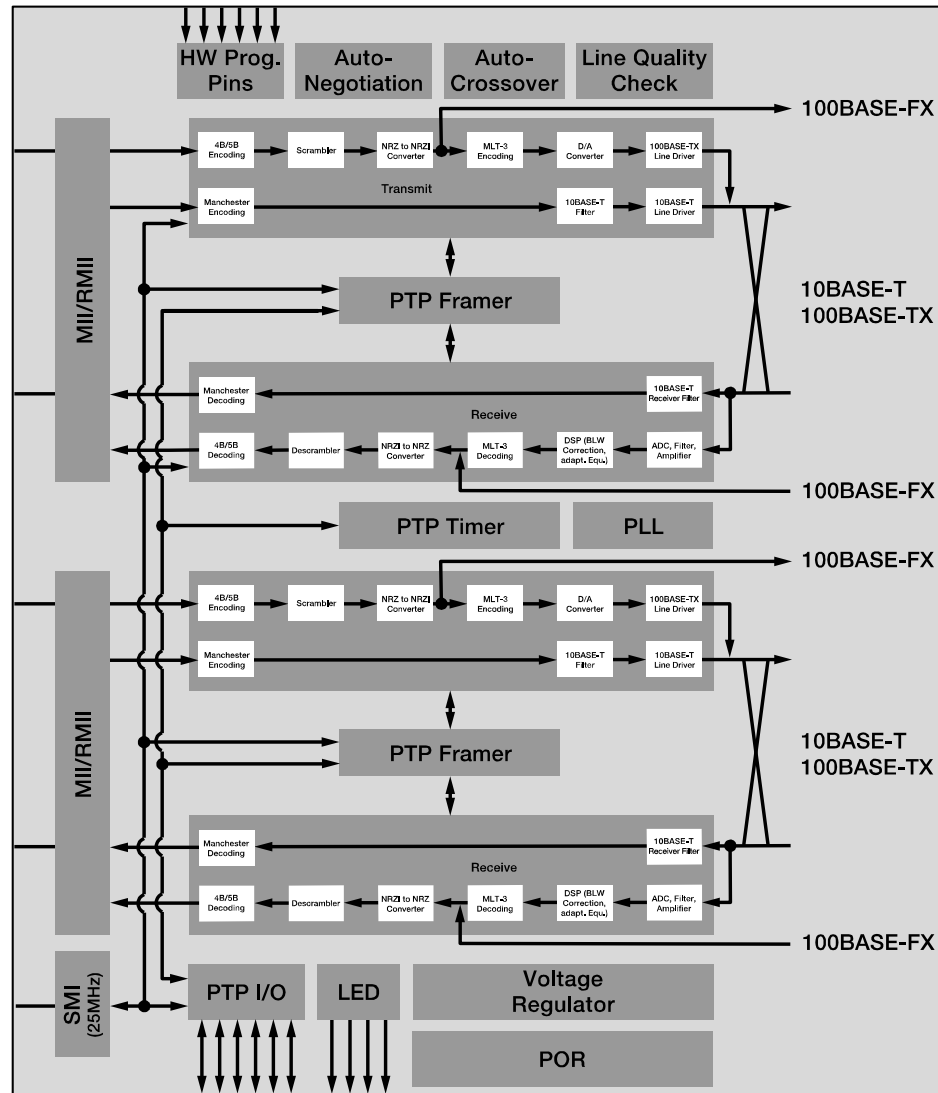 HW Prog.
Pins
Auto-
Negotiation
Auto-
Crossover
Line Quality
Check
100BASE-FX
MII/RMII
4B/5B
Encoding
Scrambler
NRZ to NRZI
Converter
MLT-3
Encoding
D/A
Converter
100BASE-TX
Line Driver
Transmit
Manchester
Encoding
10BASE-T
Filter
10BASE-T
Line Driver
PTP Framer
10BASE-T
100BASE-TX
Manchester
Decoding
10BASE-T
Receiver Filter
Receive
4B/5B
Decoding
Descrambler
NRZI to NRZ
Converter
MLT-3
Decoding
DSP (BLW
Correction,
adapt. Equ.)
ADC, Filter,
Amplifier
100BASE-FX
PTP Timer
PLL
100BASE-FX
MII/RMII
4B/5B
Encoding
Scrambler
NRZ to NRZI
Converter
MLT-3
Encoding
D/A
Converter
100BASE-TX
Line Driver
Manchester
Encoding
10BASE-T
Filter
10BASE-T
Line Driver
PTP Framer
10BASE-T
100BASE-TX
Manchester
Decoding
10BASE-T
Receiver Filter
Receive
4B/5B
Decoding
Descrambler
NRZI to NRZ
Converter
MLT-3
Decoding
DSP (BLW
Correction,
adapt. Equ.)
ADC, Filter,
Amplifier
100BASE-FX
SMI
(25MHz)
PTP I/O
LED
Voltage
Regulator
POR